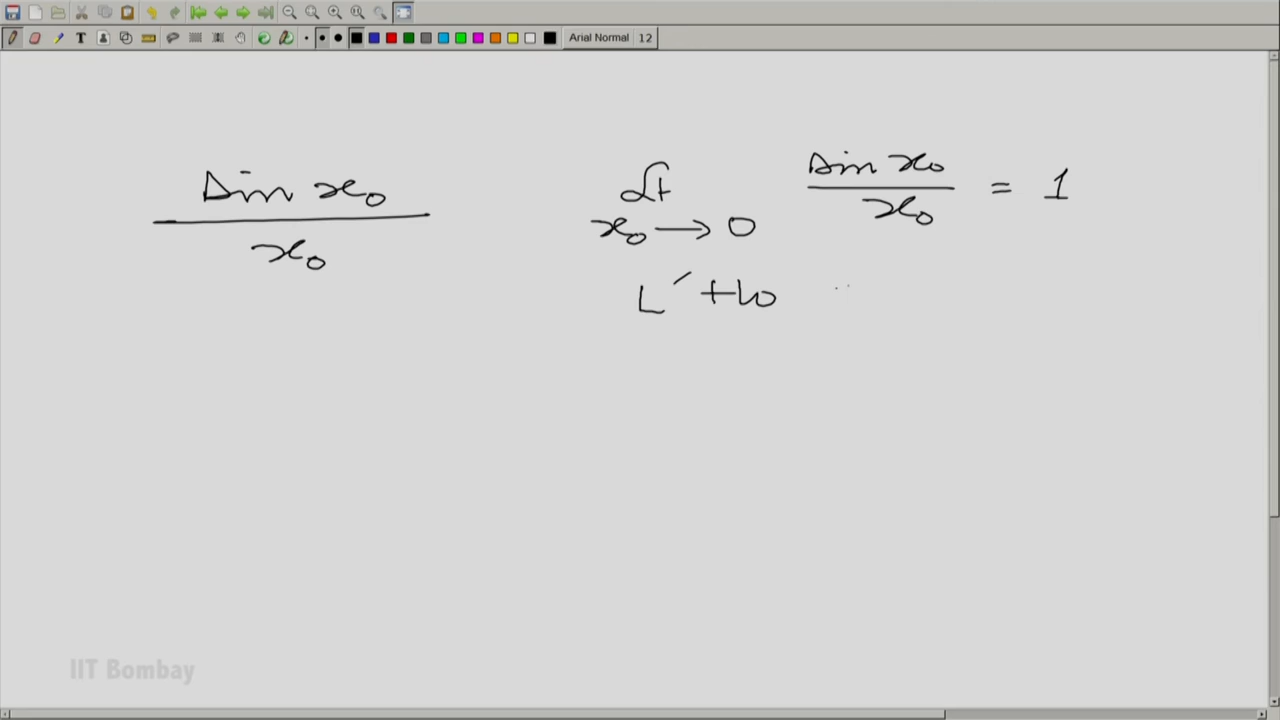 Arial Normal 12
sin x₀
x₀
Lt
x₀ → 0
sin x₀
x₀
= 1
L' Ho
IIT Bombay